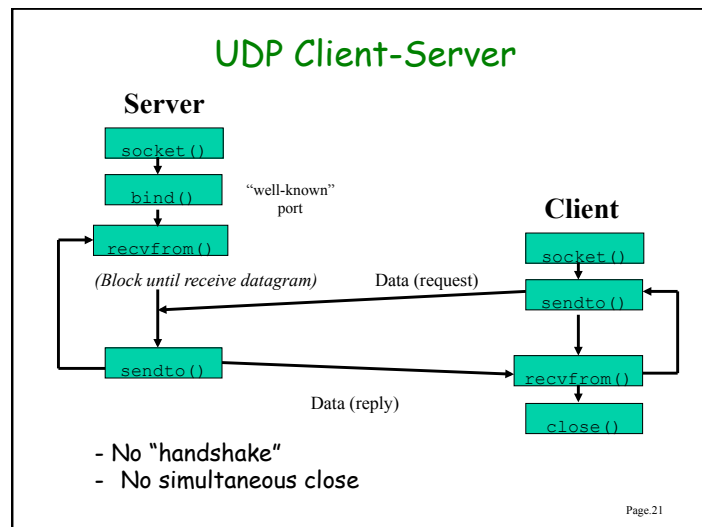 UDP Client-Server
Server
socket()
bind()
“well-known”
port
recvfrom()
(Block until receive datagram)
sendto()
Client
socket()
Data (request)
sendto()
recvfrom()
Data (reply)
close()
- No “handshake”
- No simultaneous close
Page.21